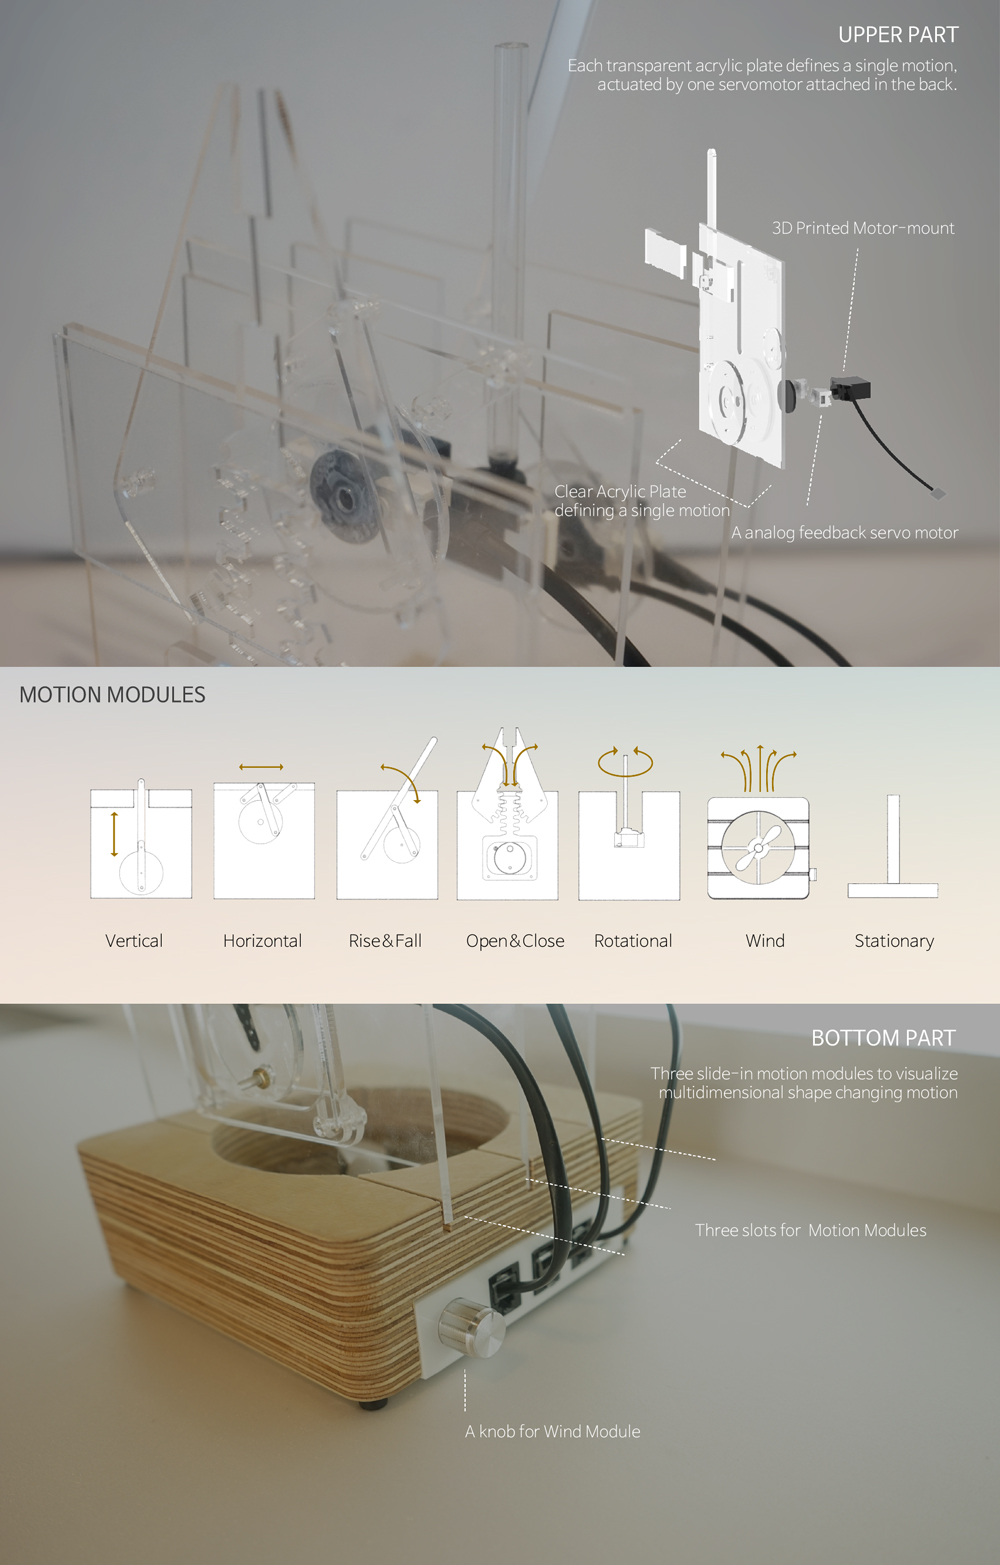 UPPER PART
Each transparent acrylic plate defines a single motion,
actuated by one servomotor attached in the back.
3D Printed Motor-mount
Clear Acrylic Plate
defining a single motion
A analog feedback servo motor
MOTION MODULES
Vertical
Horizontal
Rise&Fall
Open&Close
Rotational
Wind
Stationary
BOTTOM PART
Three slide-in motion modules to visualize
multidimensional shape changing motion
Three slots for Motion Modules
A knob for Wind Module